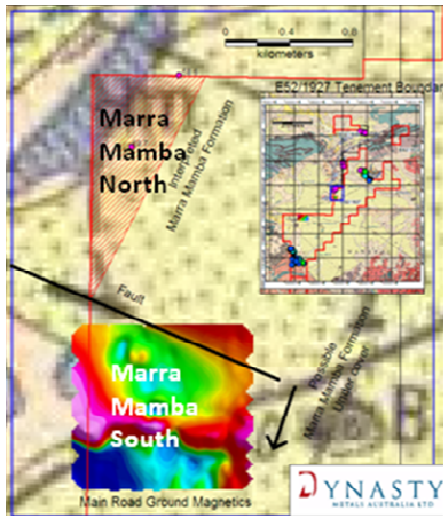 0 0.4 0.8
kilometers
E52/1927 Tenement Boundar
Marra
Mamba
North
Interpreted
Marra Mamba Formation
Fault
Possible
Marra Mamba Formation
Under cover
Marra
Mamba
South
Main Road Ground Magnetics
DYNASTY
METALS AUSTRALIA LTD